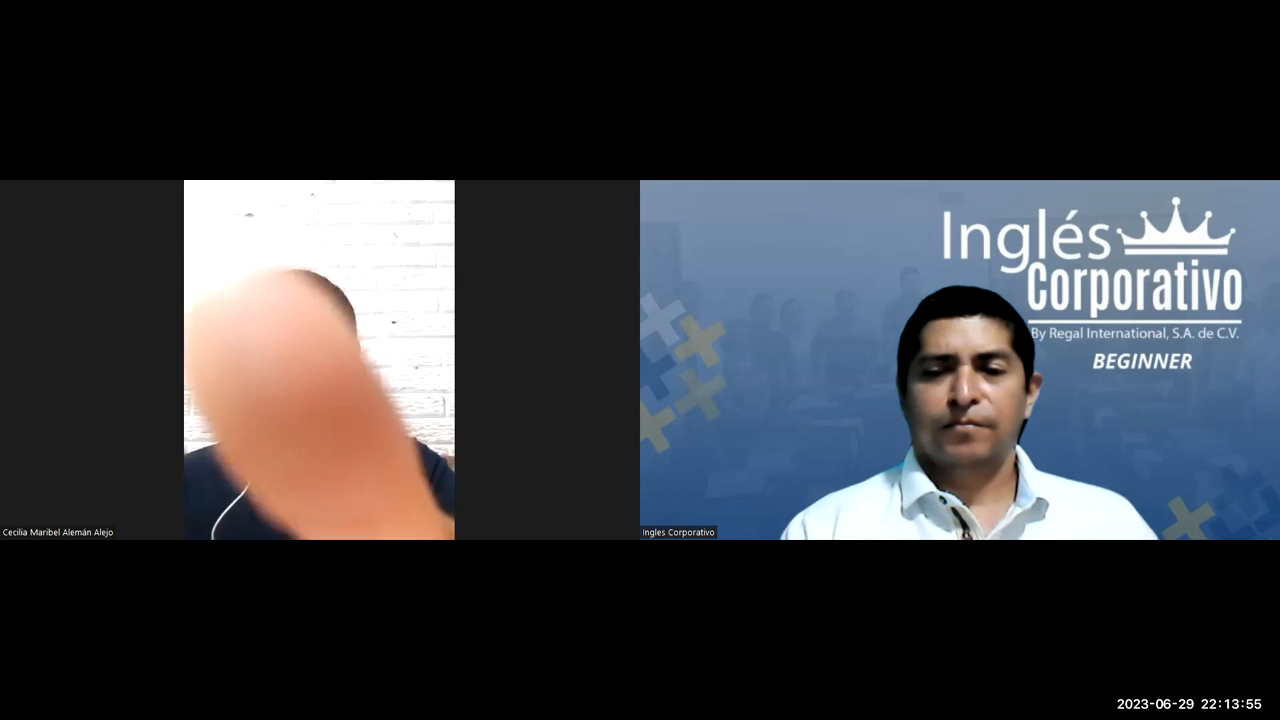 Inglés
Corporativo
By Regal International, S.A. de C.V.
BEGINNER
Cecilia Maribel Alemán Alejo
Ingles Corporativo
2023-06-29 22:13:55